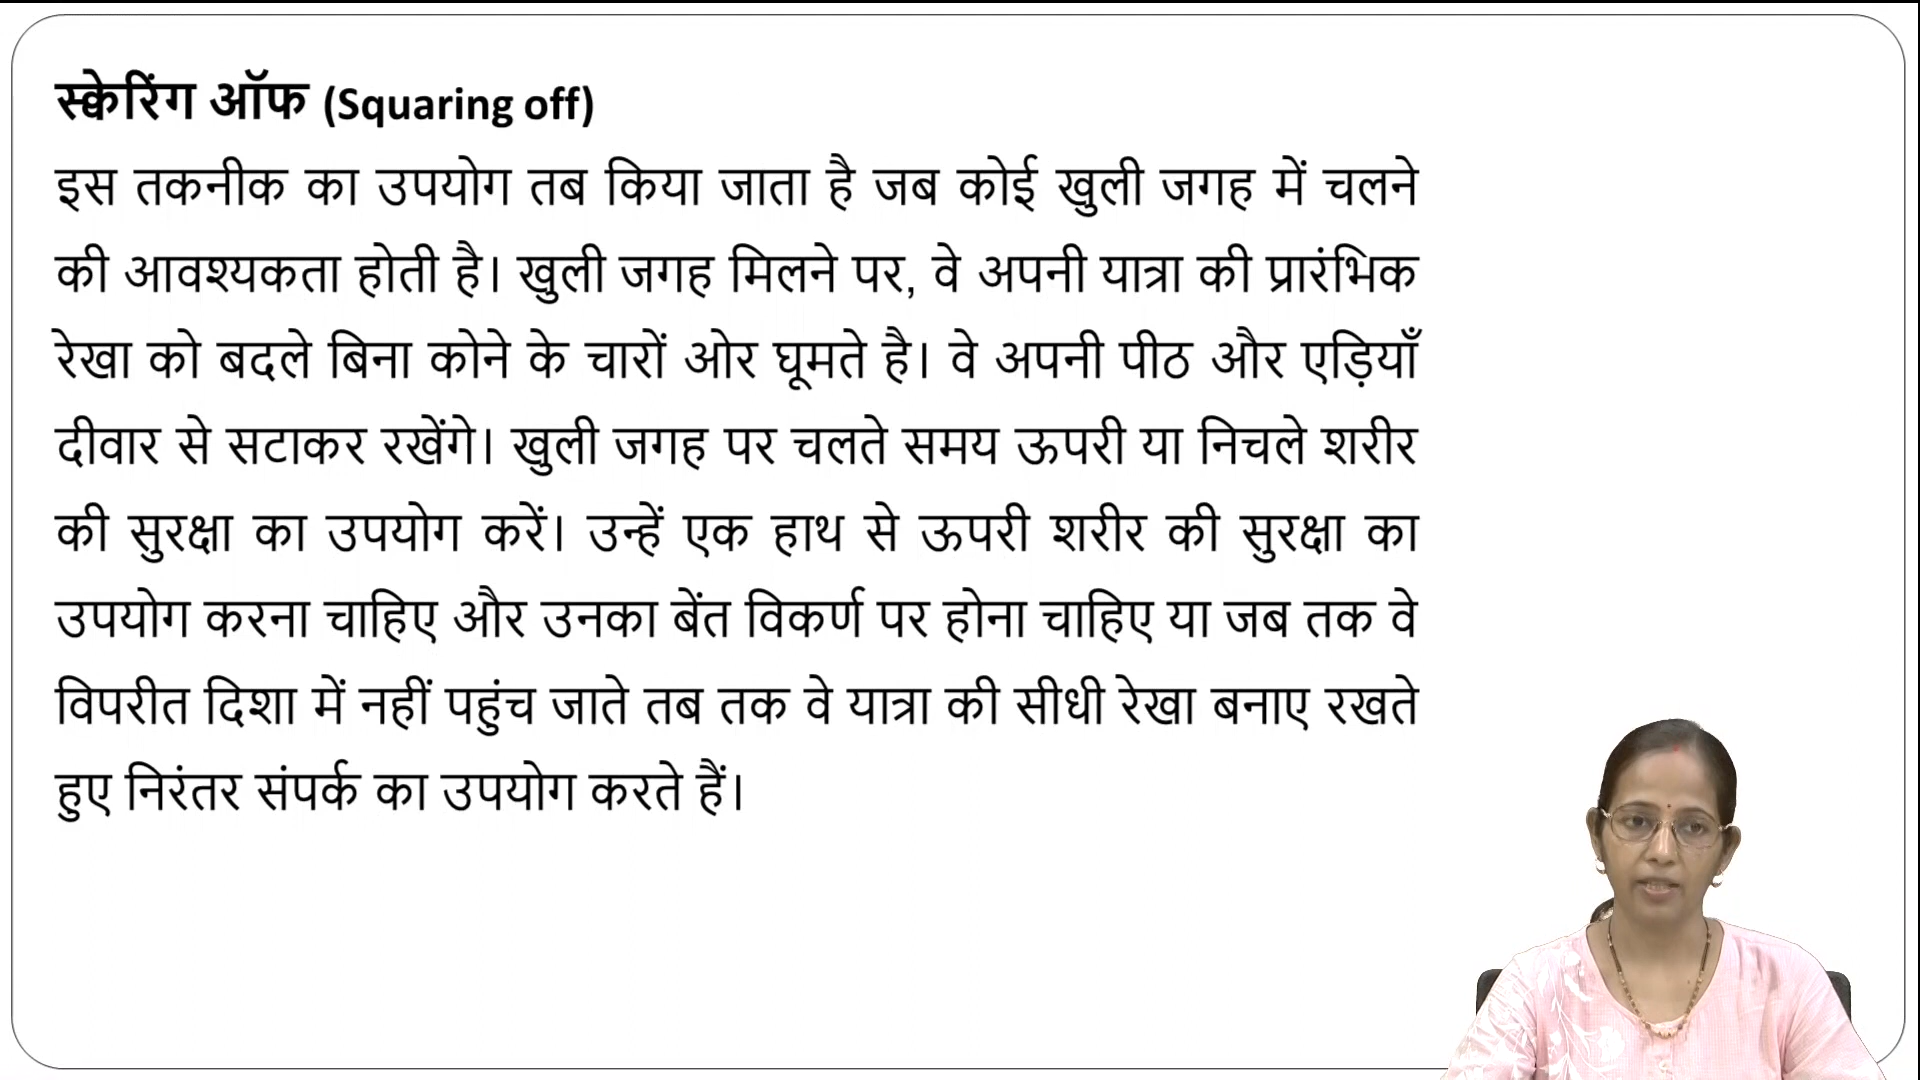 स्क्वेरिंग ऑफ (Squaring off)
इस तकनीक का उपयोग तब किया जाता है जब कोई खुली जगह में चलने
की आवश्यकता होती है। खुली जगह मिलने पर, वे अपनी यात्रा की प्रारंभिक
रेखा को बदले बिना कोने के चारों ओर घूमते है। वे अपनी पीठ और एड़ियाँ
दीवार से सटाकर रखेंगे। खुली जगह पर चलते समय ऊपरी या निचले शरीर
की सुरक्षा का उपयोग करें। उन्हें एक हाथ से ऊपरी शरीर की सुरक्षा का
उपयोग करना चाहिए और उनका बेंत विकर्ण पर होना चाहिए या जब तक वे
विपरीत दिशा में नहीं पहुंच जाते तब तक वे यात्रा की सीधी रेखा बनाए रखते
हुए निरंतर संपर्क का उपयोग करते हैं।